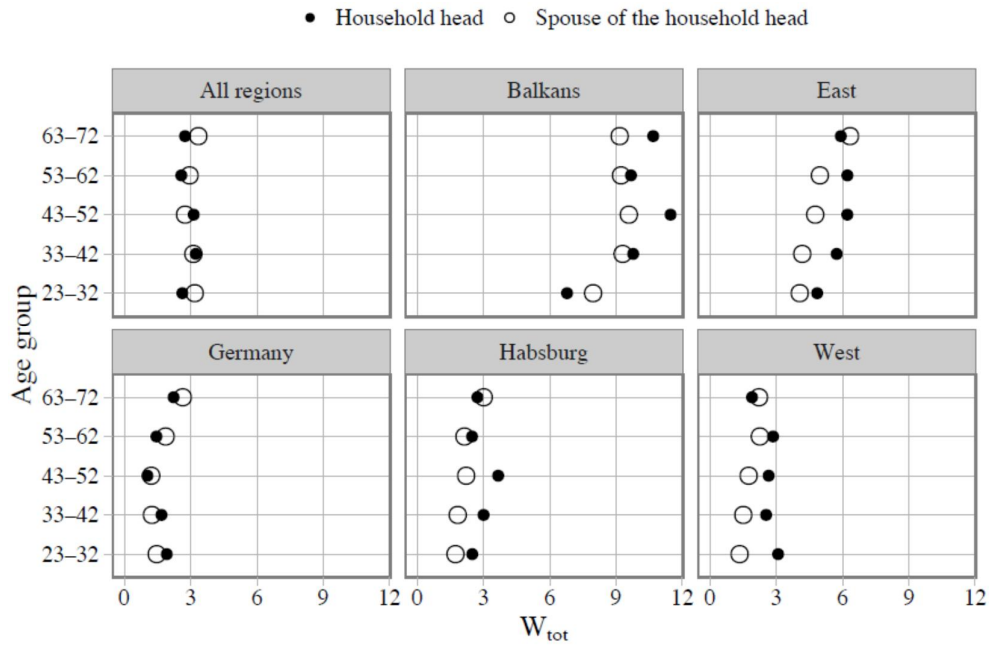 Household head Spouse of the household head
All regions Balkans East
63–72
53–62
43–52
33–42
23–32
Germany Habsburg West
63–72
53–62
43–52
33–42
23–32
0 3 6 9 12 0 3 6 9 12 0 3 6 9 12
Age group
Wtot